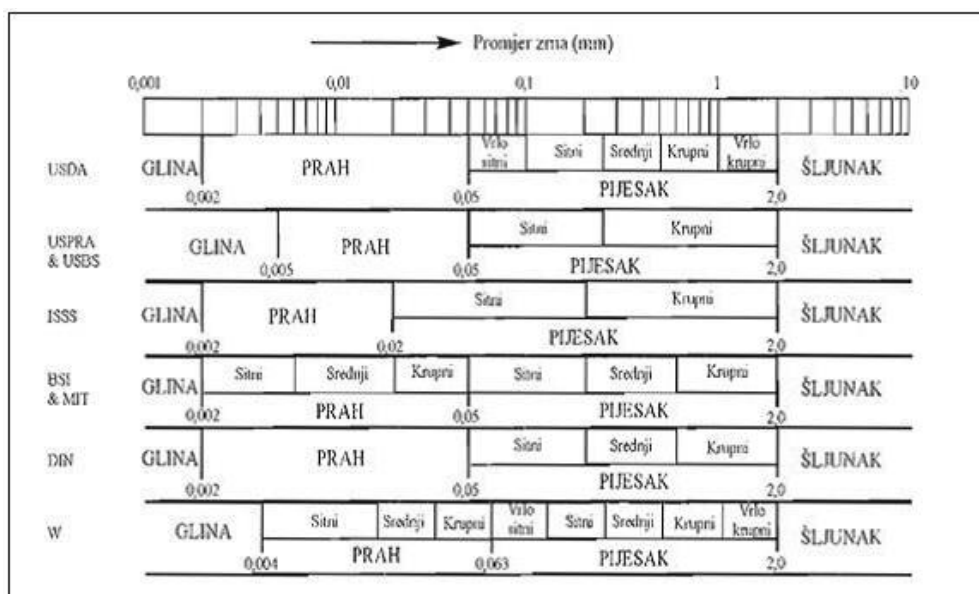 Promjer zrna (mm)
0,001 0,01 0,1 1 10
USDA GLINA PRAH Vrlo sitni Sitni Srednji Krupni Vrlo krupni ŠLJUNAK
PIJESAK
0,002 0,05 2,0
USPRA & USBS GLINA PRAH Sitni Krupni ŠLJUNAK
PIJESAK
0,005 0,05 2,0
ISSS GLINA PRAH Sitni Krupni ŠLJUNAK
PIJESAK
0,002 0,02 2,0
BSI & MIT GLINA Sitni Srednji Krupni Sitni Srednji Krupni ŠLJUNAK
PRAH PIJESAK
0,002 0,05 2,0
DIN GLINA PRAH Sitni Srednji Krupni ŠLJUNAK
PIJESAK
0,002 0,05 2,0
W GLINA Sitni Srednji Krupni Vrlo sitni Sitni Srednji Krupni Vrlo krupni ŠLJUNAK
PRAH PIJESAK
0,004 0,063 2,0